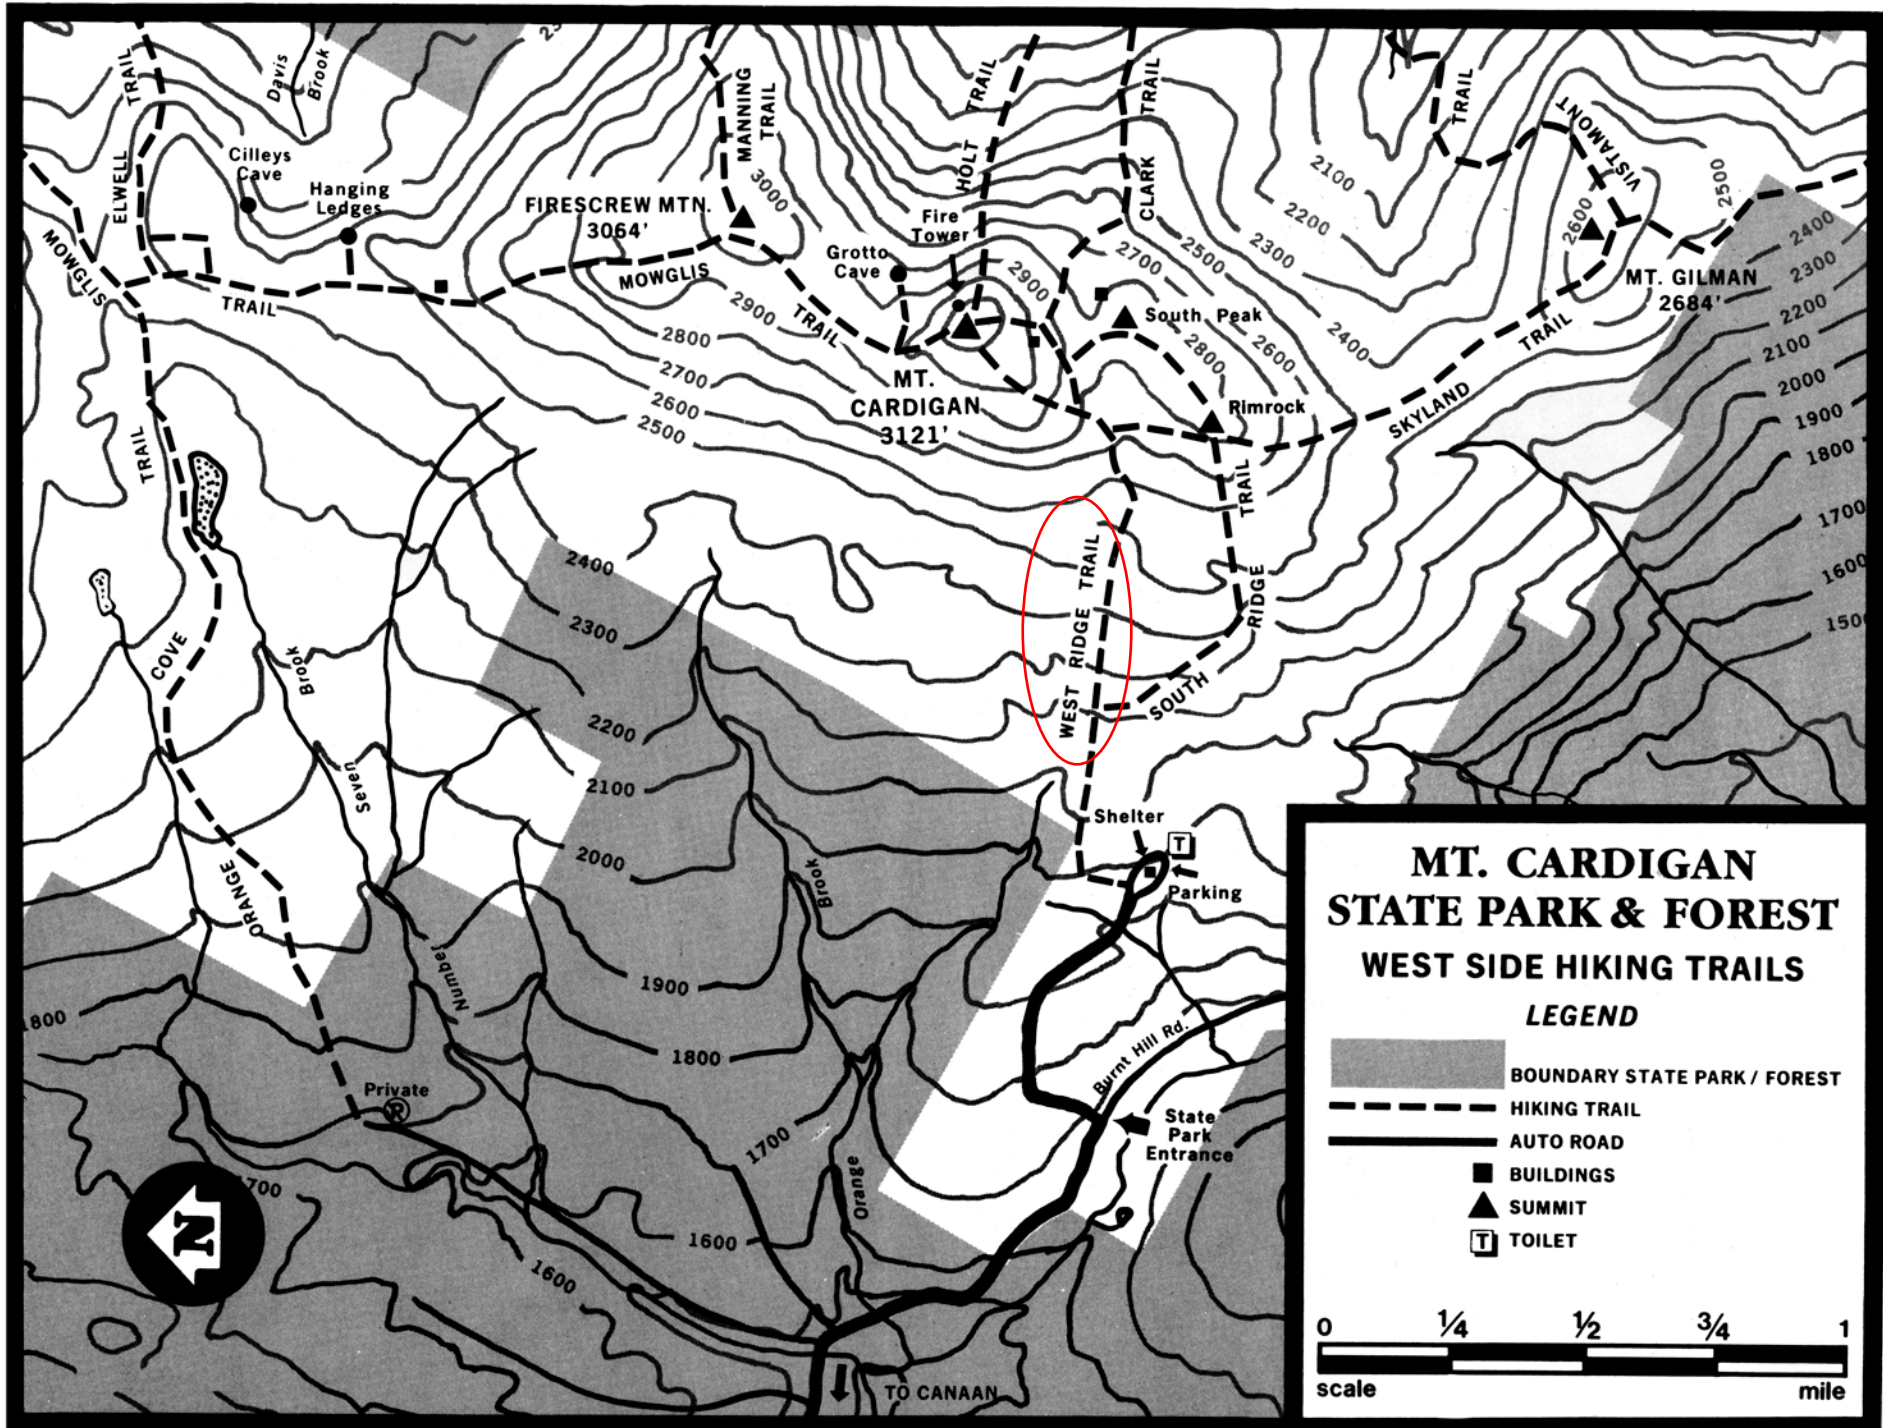 Davis
Brook
TRAIL
ELWELL
Cilleys
Cave
Hanging
Ledges
MOWGLIS
TRAIL
FIRESCREW MTN.
3064'
MANNING
TRAIL
3000
MOWGLIS
TRAIL
Grotto
Cave
Fire
Tower
HOLT TRAIL
CLARK TRAIL
2900
2700
2500
2300
2200
2100
TRAIL
VISTAMONT
2600
2500
2400
2300
2200
2100
2000
1900
1800
1700
1600
MT. GILMAN
2684'
SKYLAND TRAIL
South Peak
2800
2600
2400
Rimrock
MT.
CARDIGAN
3121'
2900
2800
2700
2600
2500
2400
2300
2200
2100
2000
1900
1800
1700
1600
1600
1800
TRAIL
COVE
ORANGE
Brook
Seven
Number
Brook
Orange
WEST RIDGE TRAIL
SOUTH RIDGE TRAIL
Shelter
T
Parking
Burnt Hill Rd.
State
Park
Entrance
Private
R
N
TO CANAAN
MT. CARDIGAN
STATE PARK & FOREST
WEST SIDE HIKING TRAILS
LEGEND
BOUNDARY STATE PARK / FOREST
HIKING TRAIL
AUTO ROAD
BUILDINGS
SUMMIT
T TOILET
0 1/4 1/2 3/4 1
scale mile